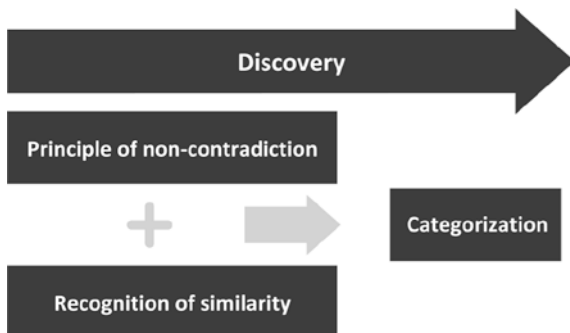 Discovery
Principle of non-contradiction
Categorization
Recognition of similarity